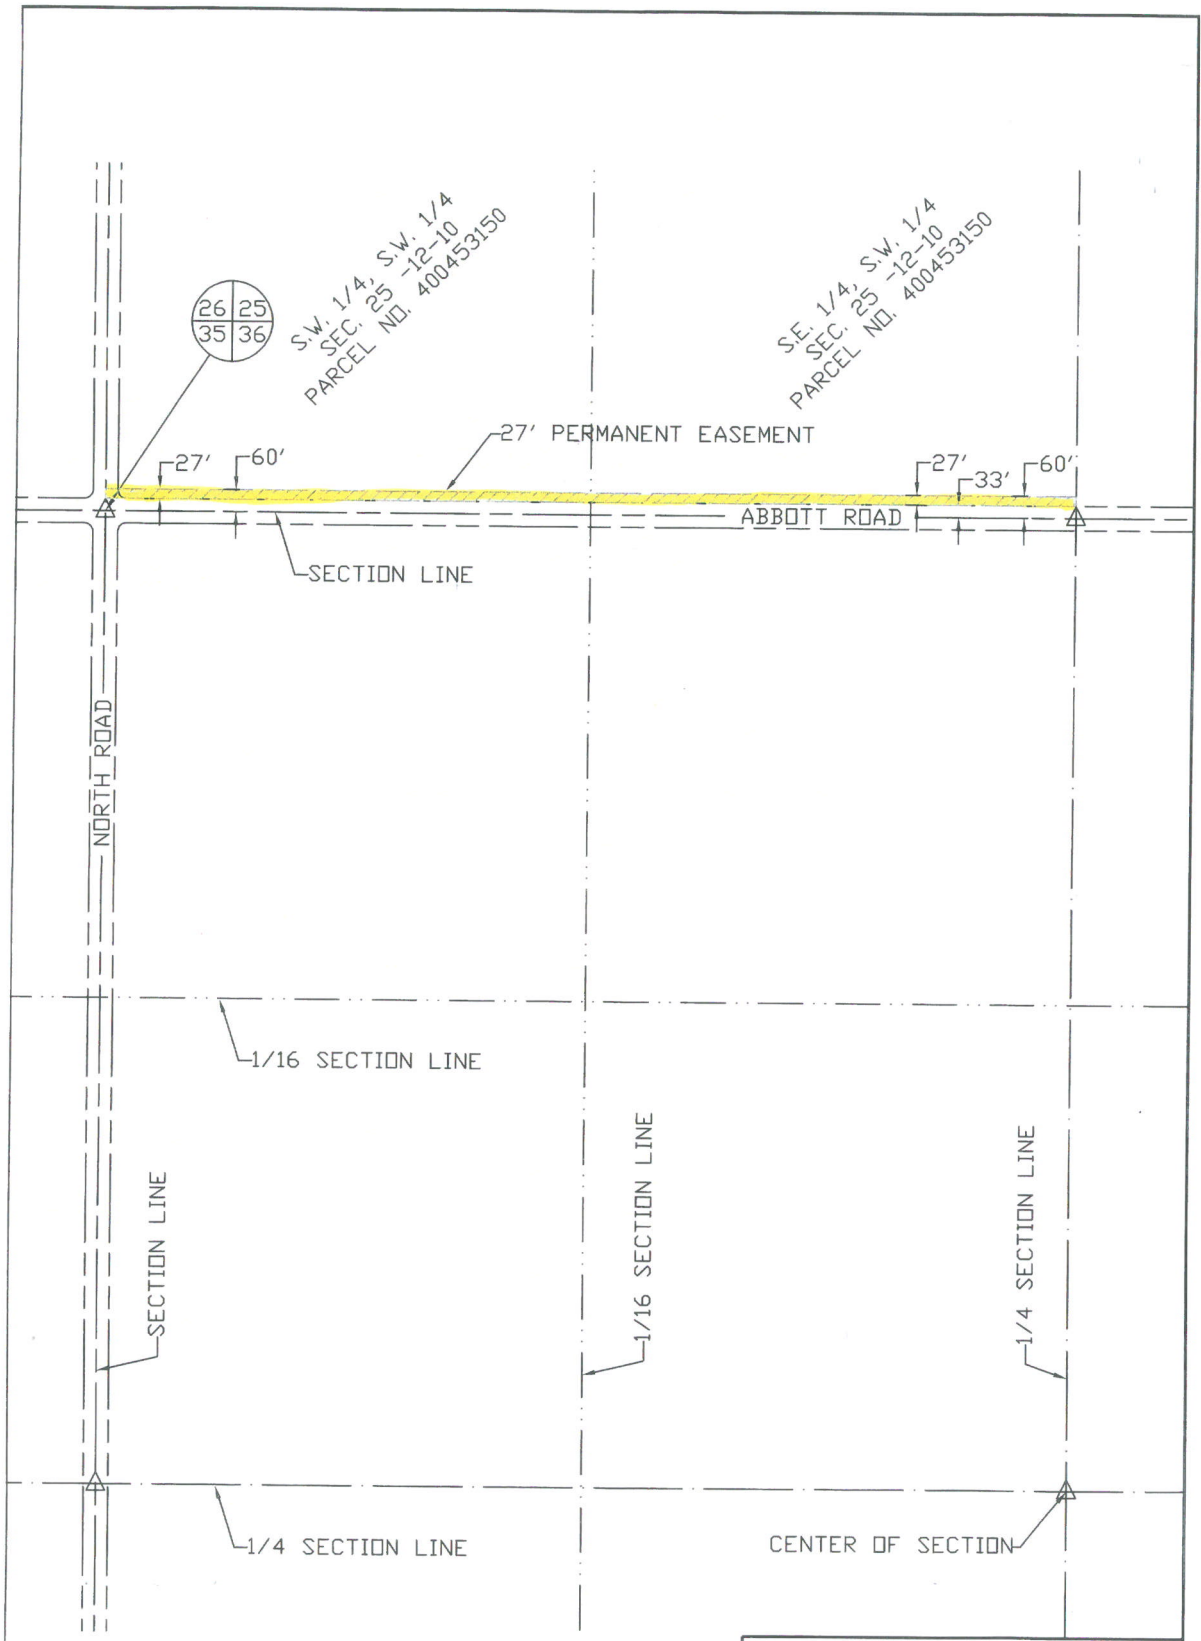 S.W. 1/4, S.W. 1/4
SEC. 25 -12-10
PARCEL NO. 400453150
S.E. 1/4, S.W. 1/4
SEC. 25 -12-10
PARCEL NO. 400453150
26 25
35 36
27' PERMANENT EASEMENT
27'
60'
27'
33'
60'
ABBOTT ROAD
SECTION LINE
NORTH ROAD
1/16 SECTION LINE
SECTION LINE
1/16 SECTION LINE
1/4 SECTION LINE
1/4 SECTION LINE
CENTER OF SECTION